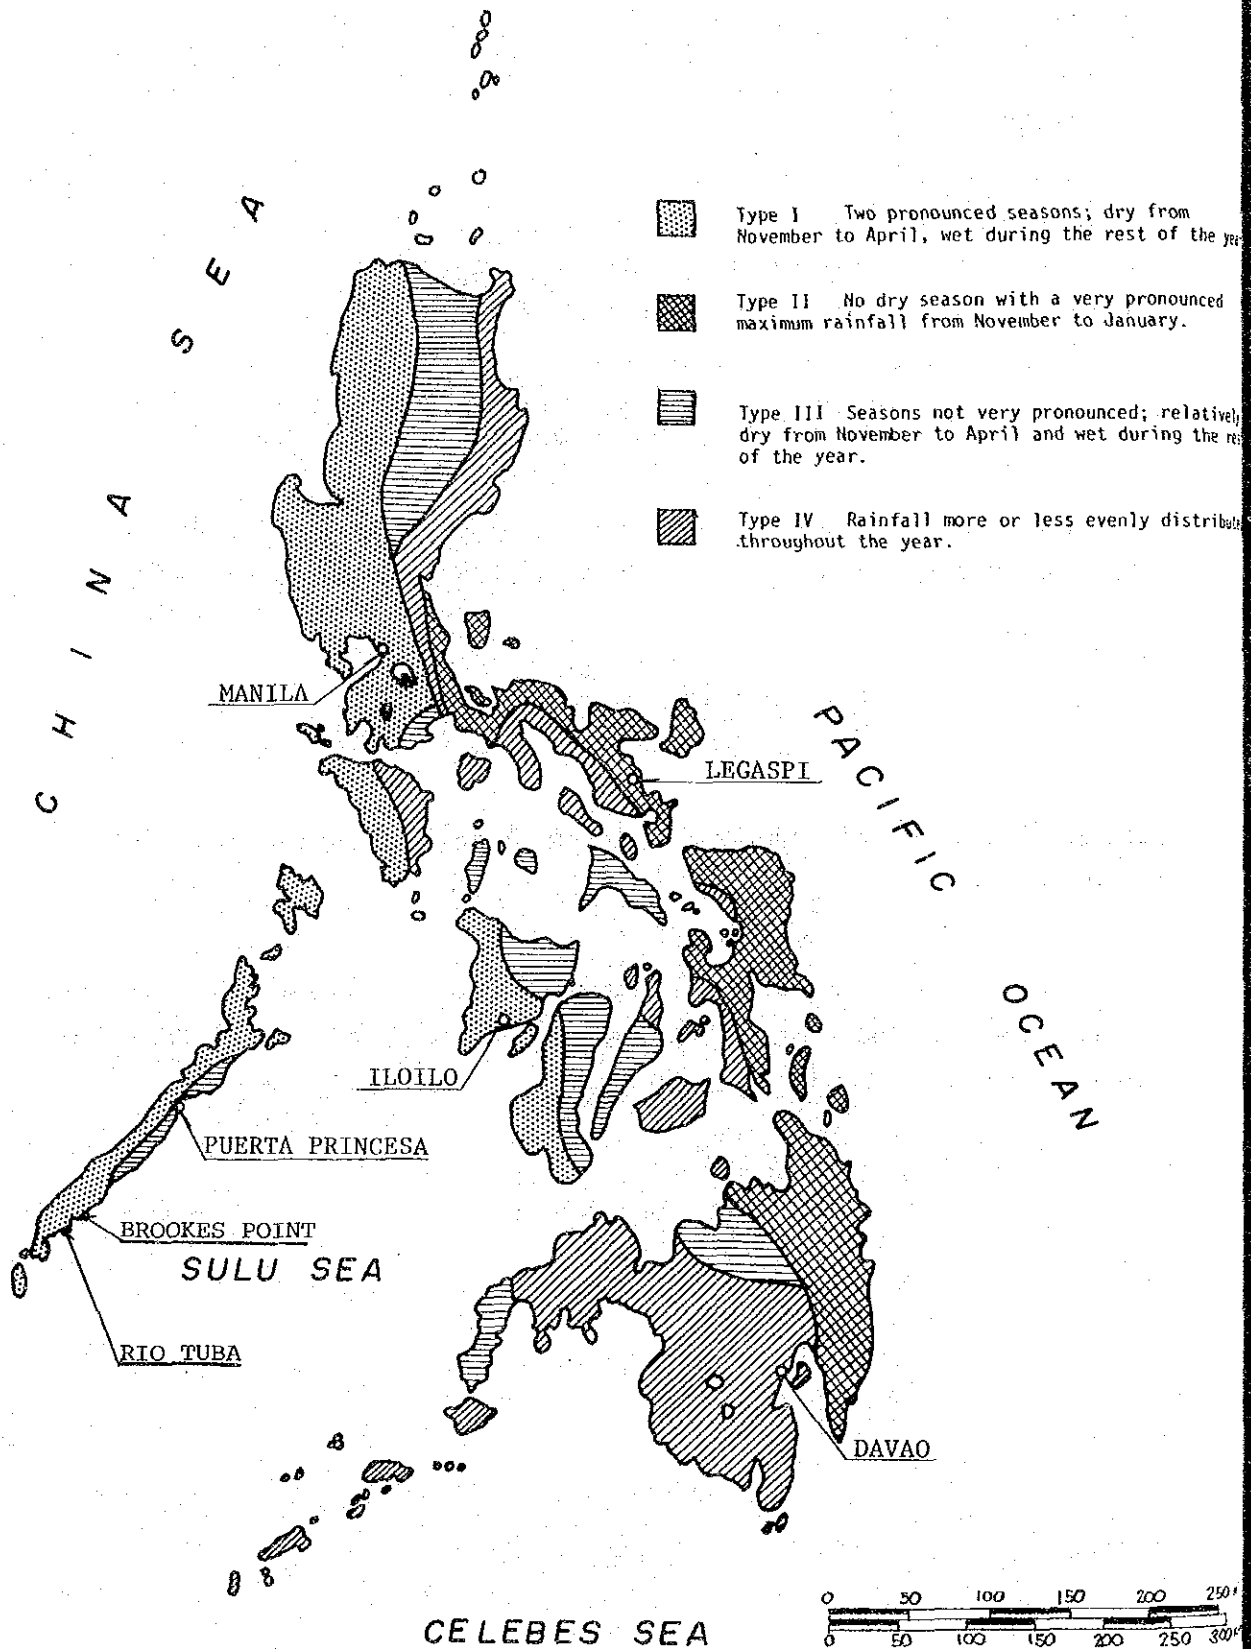 CHINA SEA
Type I Two pronounced seasons; dry from
November to April, wet during the rest of the
Type II No dry season with a very pronounced
maximum rainfall from November to January.
Type III Seasons not very pronounced;
dry from November to April and wet during the
of the year.
Type IV Rainfall more or less evenly
throughout the year.
MANILA
LEGASPI
PACIFIC OCEAN
ILOILO
PUERTA PRINCESA
BROOKES POINT
SULU SEA
RIO TUBA
DAVAO
CELEBES SEA
0 50 100 150 200 250
0 50 100 150 200 250 300